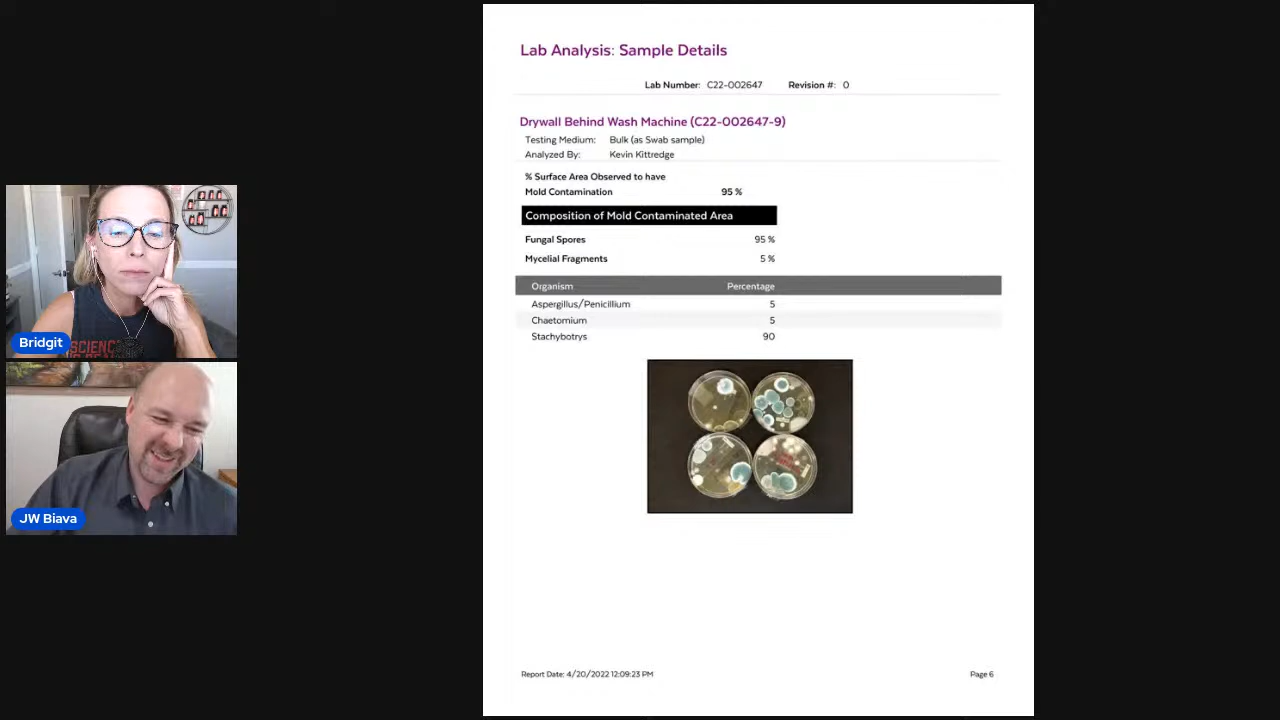 Lab Analysis: Sample Details
Lab Number: C22-002647 Revision #: 0
Drywall Behind Wash Machine (C22-002647-9)
Testing Medium: Bulk (as Swab sample)
Analyzed By: Kevin Kittredge
% Surface Area Observed to have
Mold Contamination 95 %
Composition of Mold Contaminated Area
Fungal Spores 95 %
Mycelial Fragments 5 %
Organism Percentage
Aspergillus/Penicillium 5
Chaetomium 5
Stachybotrys 90
Report Date: 4/20/2022 12:09:23 PM Page 6
Bridgit
SCIENCE
JW Biava